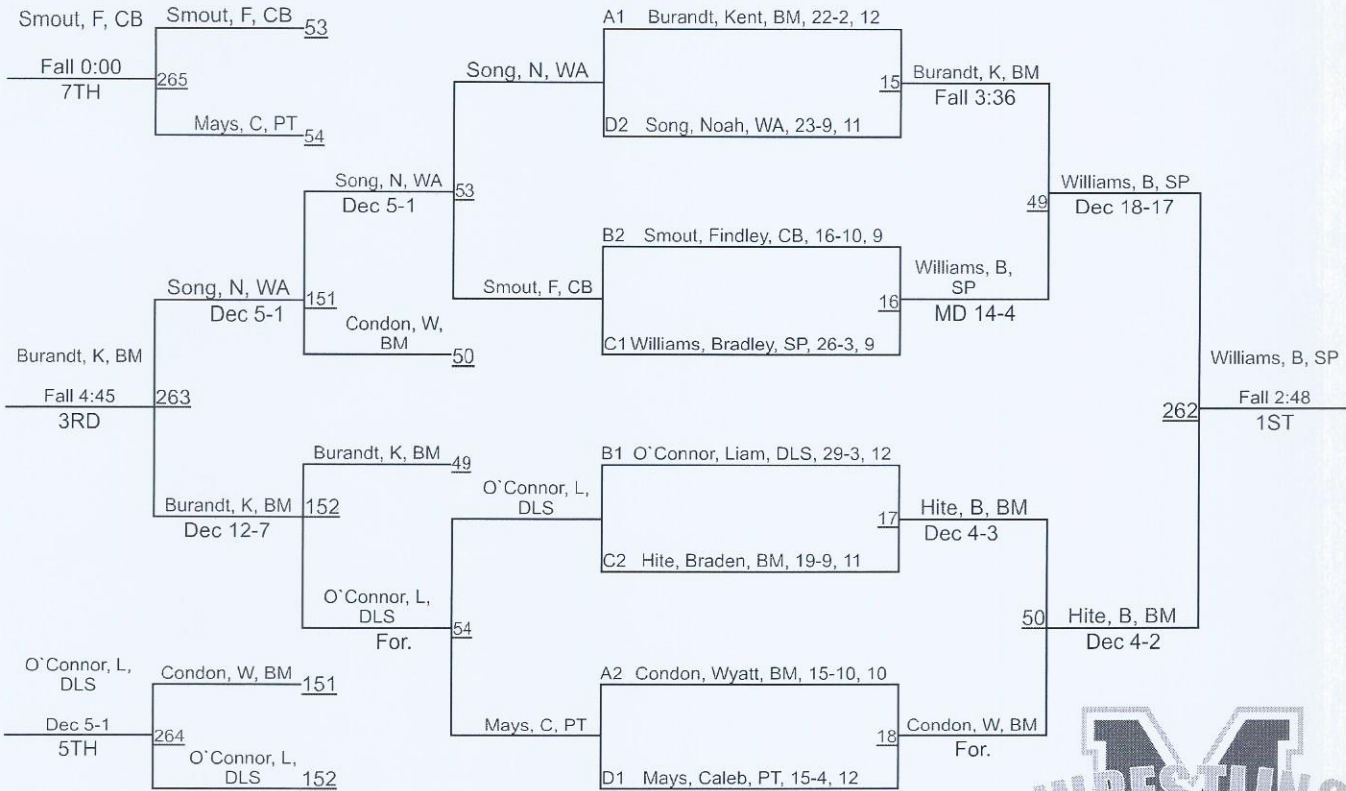 Smout, F, CB
Fall 0:00
7TH
Smout, F, CB 53
265
Mays, C, PT 54
Song, N, WA
Song, N, WA
Dec 5-1
53
Smout, F, CB
Song, N, WA
Dec 5-1
151
Condon, W,
BM
50
Burandt, K, BM
Fall 4:45
3RD
263
Burandt, K, BM
49
Burandt, K, BM
Dec 12-7
152
O`Connor, L,
DLS
For.
O`Connor, L,
DLS
54
Mays, C, PT
O`Connor, L,
DLS
Dec 5-1
5TH
Condon, W, BM 151
264
O`Connor, L,
DLS
152
A1 Burandt, Kent, BM, 22-2, 12
15
D2 Song, Noah, WA, 23-9, 11
Burandt, K, BM
Fall 3:36
B2 Smout, Findley, CB, 16-10, 9
16
C1 Williams, Bradley, SP, 26-3, 9
Williams, B,
SP
MD 14-4
49
Williams, B, SP
Dec 18-17
B1 O`Connor, Liam, DLS, 29-3, 12
17
C2 Hite, Braden, BM, 19-9, 11
Hite, B, BM
Dec 4-3
A2 Condon, Wyatt, BM, 15-10, 10
18
D1 Mays, Caleb, PT, 15-4, 12
Condon, W, BM
For.
50
Hite, B, BM
Dec 4-2
262
Williams, B, SP
Fall 2:48
1ST
M
WRESTLING